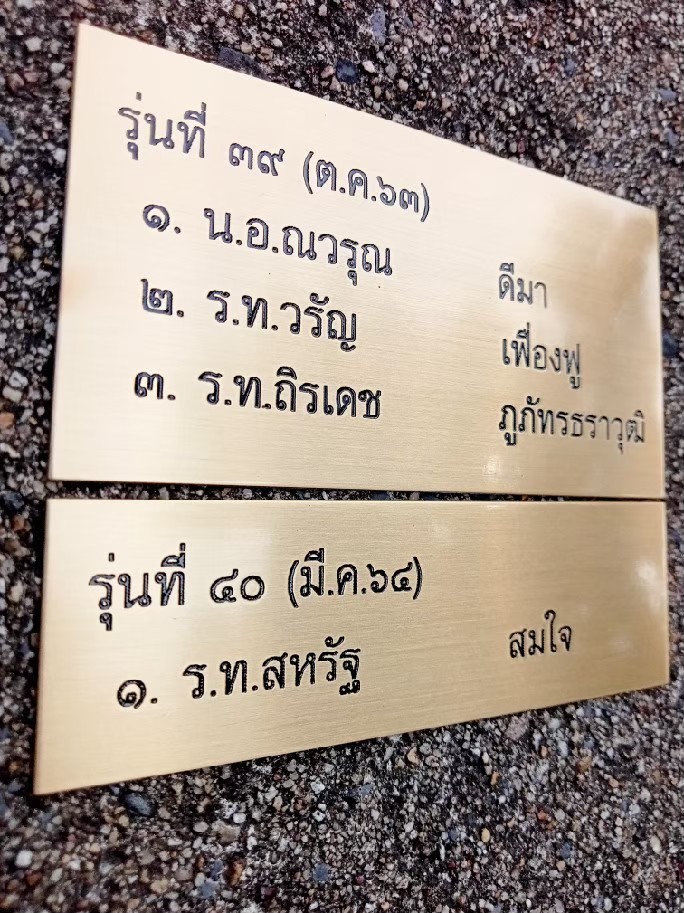 รุ่นที่ ๓๙ (ต.ค.๖๓)
๑. น.อ.ณวรุณ ดีมา
๒. ร.ท.วรัญ เฟื่องฟู
๓. ร.ท.ถิรเดช ภูภัทรธราวุฒิ
รุ่นที่ ๔๐ (มี.ค.๖๔)
๑. ร.ท.สหรัฐ สมใจ